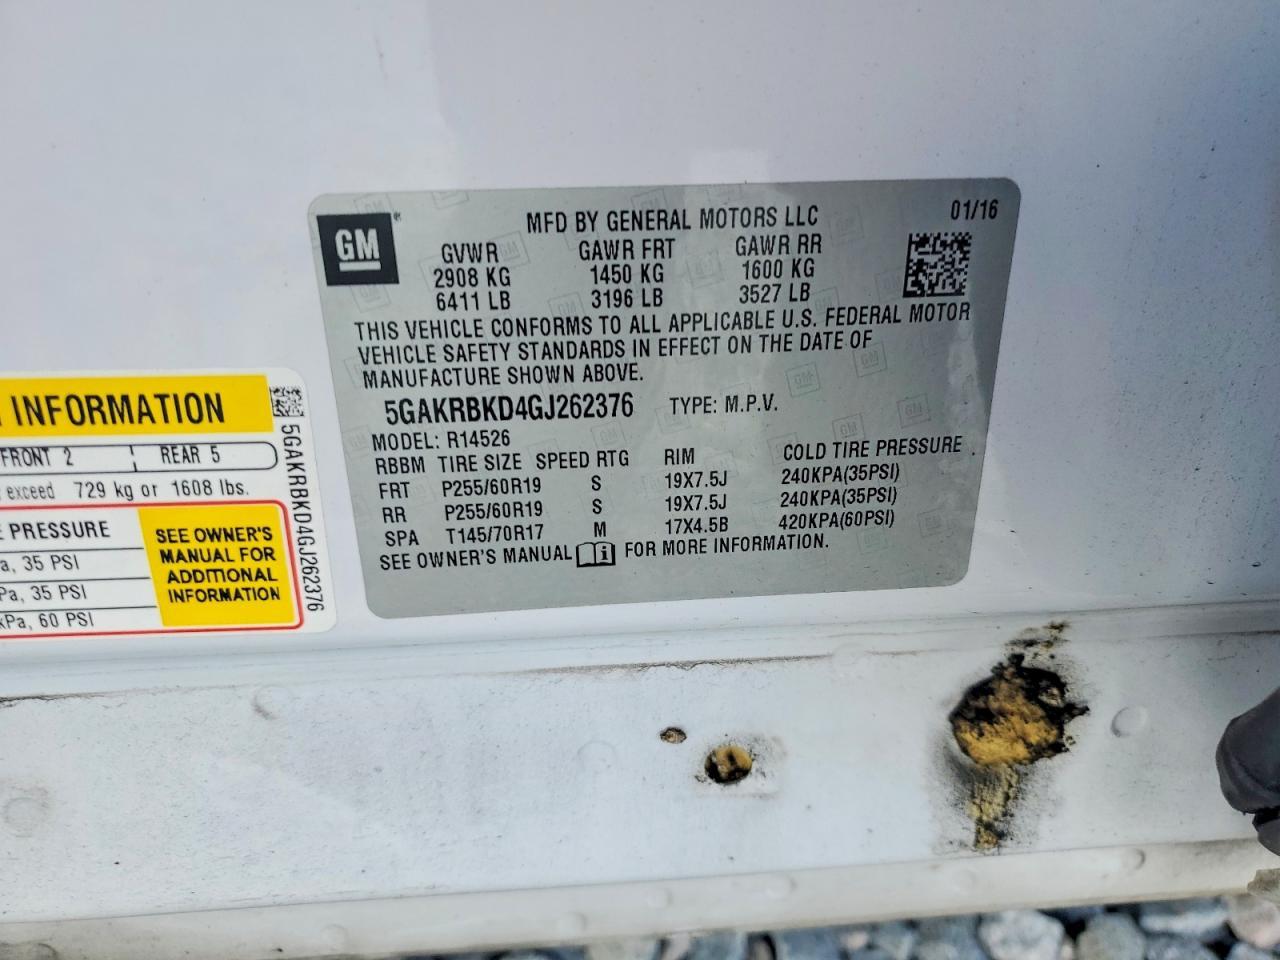 GM
MFD BY GENERAL MOTORS LLC 01/16
GVWR GAWR FRT GAWR RR
2908 KG 1450 KG 1600 KG
6411 LB 3196 LB 3527 LB
THIS VEHICLE CONFORMS TO ALL APPLICABLE U.S. FEDERAL MOTOR
VEHICLE SAFETY STANDARDS IN EFFECT ON THE DATE OF
MANUFACTURE SHOWN ABOVE.
5GAKRBKD4GJ262376 TYPE: M.P.V.
MODEL: R14526
RBBM TIRE SIZE SPEED RTG RIM COLD TIRE PRESSURE
FRT P255/60R19 S 19X7.5J 240KPA(35PSI)
RR P255/60R19 S 19X7.5J 240KPA(35PSI)
SPA T145/70R17 M 17X4.5B 420KPA(60PSI)
SEE OWNER'S MANUAL FOR MORE INFORMATION.
INFORMATION
FRONT 2 REAR 5
exceed 729 kg or 1608 lbs.
PRESSURE
35 PSI
35 PSI
kPa, 60 PSI
SEE OWNER'S
MANUAL FOR
ADDITIONAL
INFORMATION
5GAKRBKD4GJ262376